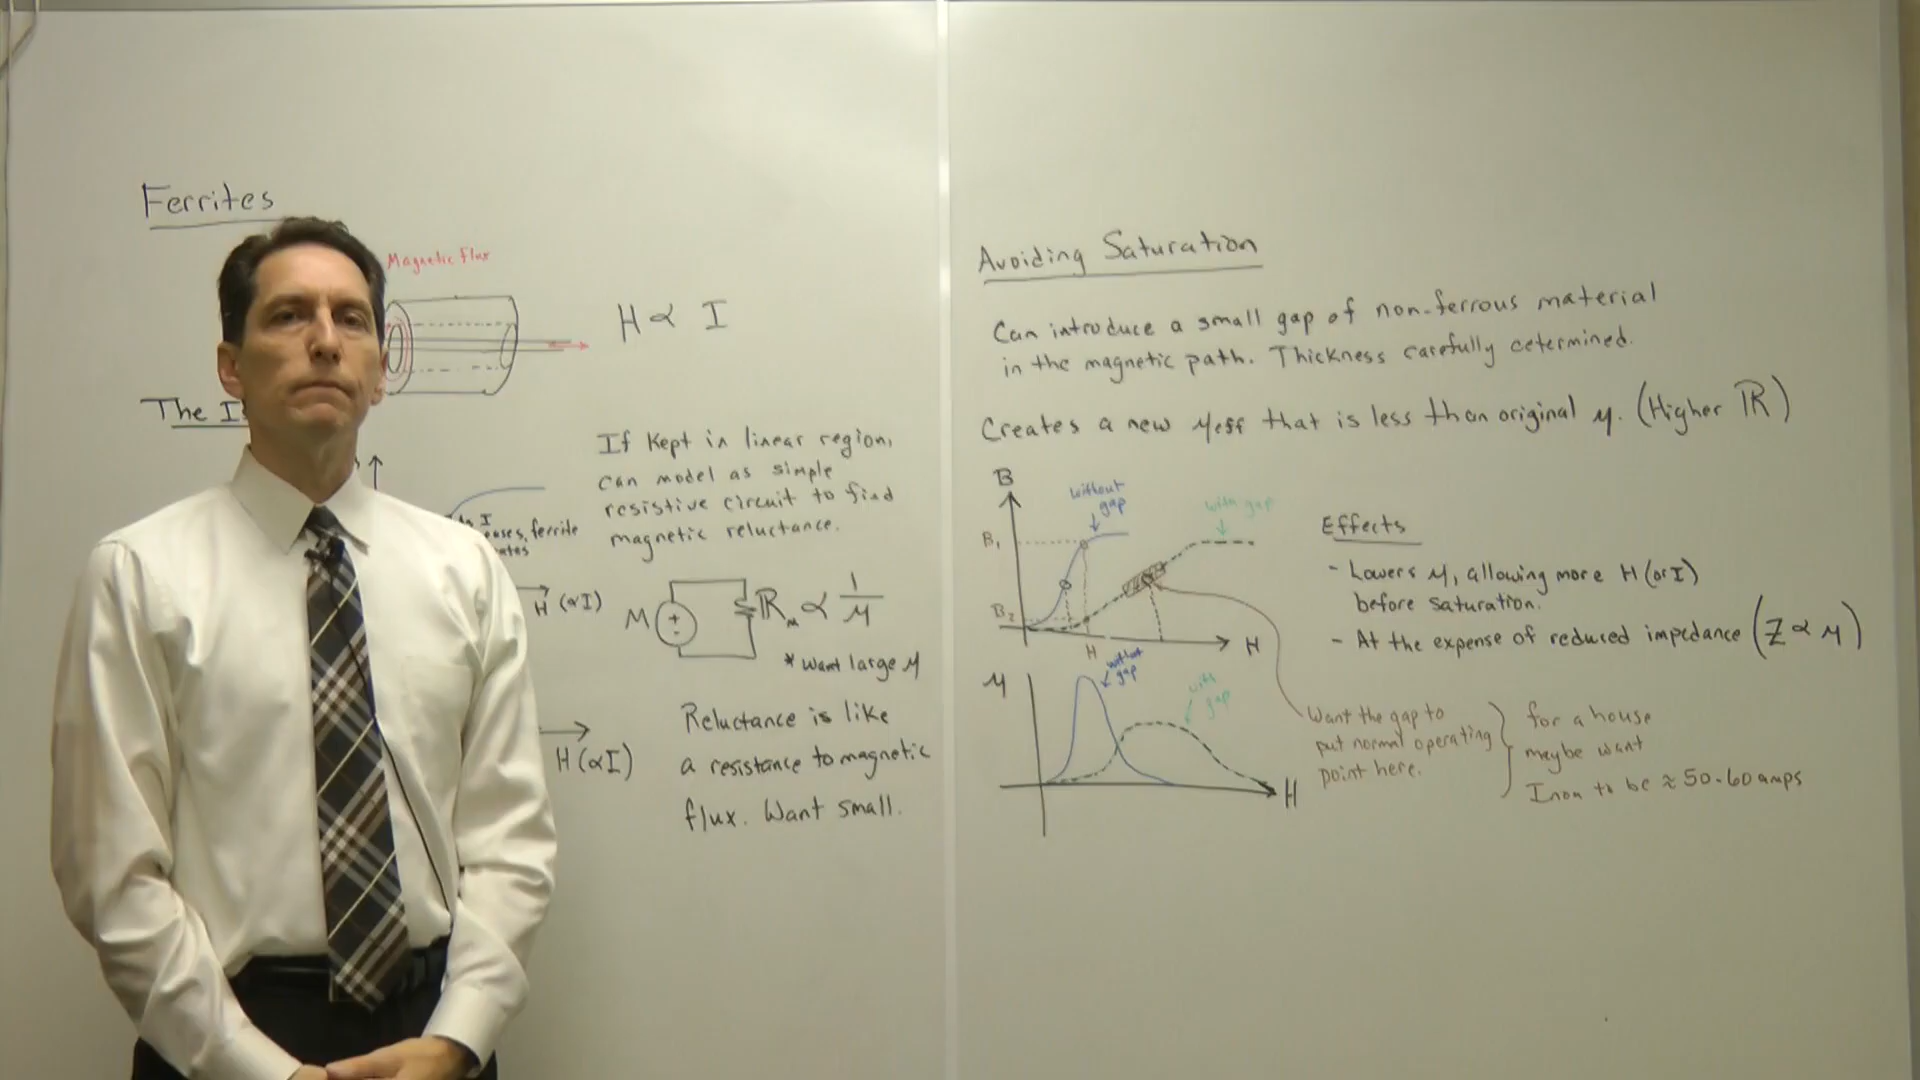 Ferrites
Magnetic flux
H ∝ I
The I
If kept in linear region,
can model as simple
resistive circuit to find
magnetic reluctance.
I
ases, ferrite
ates
H (∝I)
M
+
-
ℝm ∝ 1/μ
* Want large μ
H (∝I)
Reluctance is like
a resistance to magnetic
flux. Want small.
Avoiding Saturation
Can introduce a small gap of non-ferrous material
in the magnetic path. Thickness carefully cetermined.
Creates a new μeff that is less than original μ. (Higher ℝ)
B
without
gap
with gap
B1
B2
H
H
μ
without
gap
with
gap
H
Effects
- Lowers μ, allowing more H (or I)
before saturation.
- At the expense of reduced impedance (Z ∝ μ)
Want the gap to
put normal operating
point here.
for a house
maybe want
Inom to be ≈ 50-60 amps